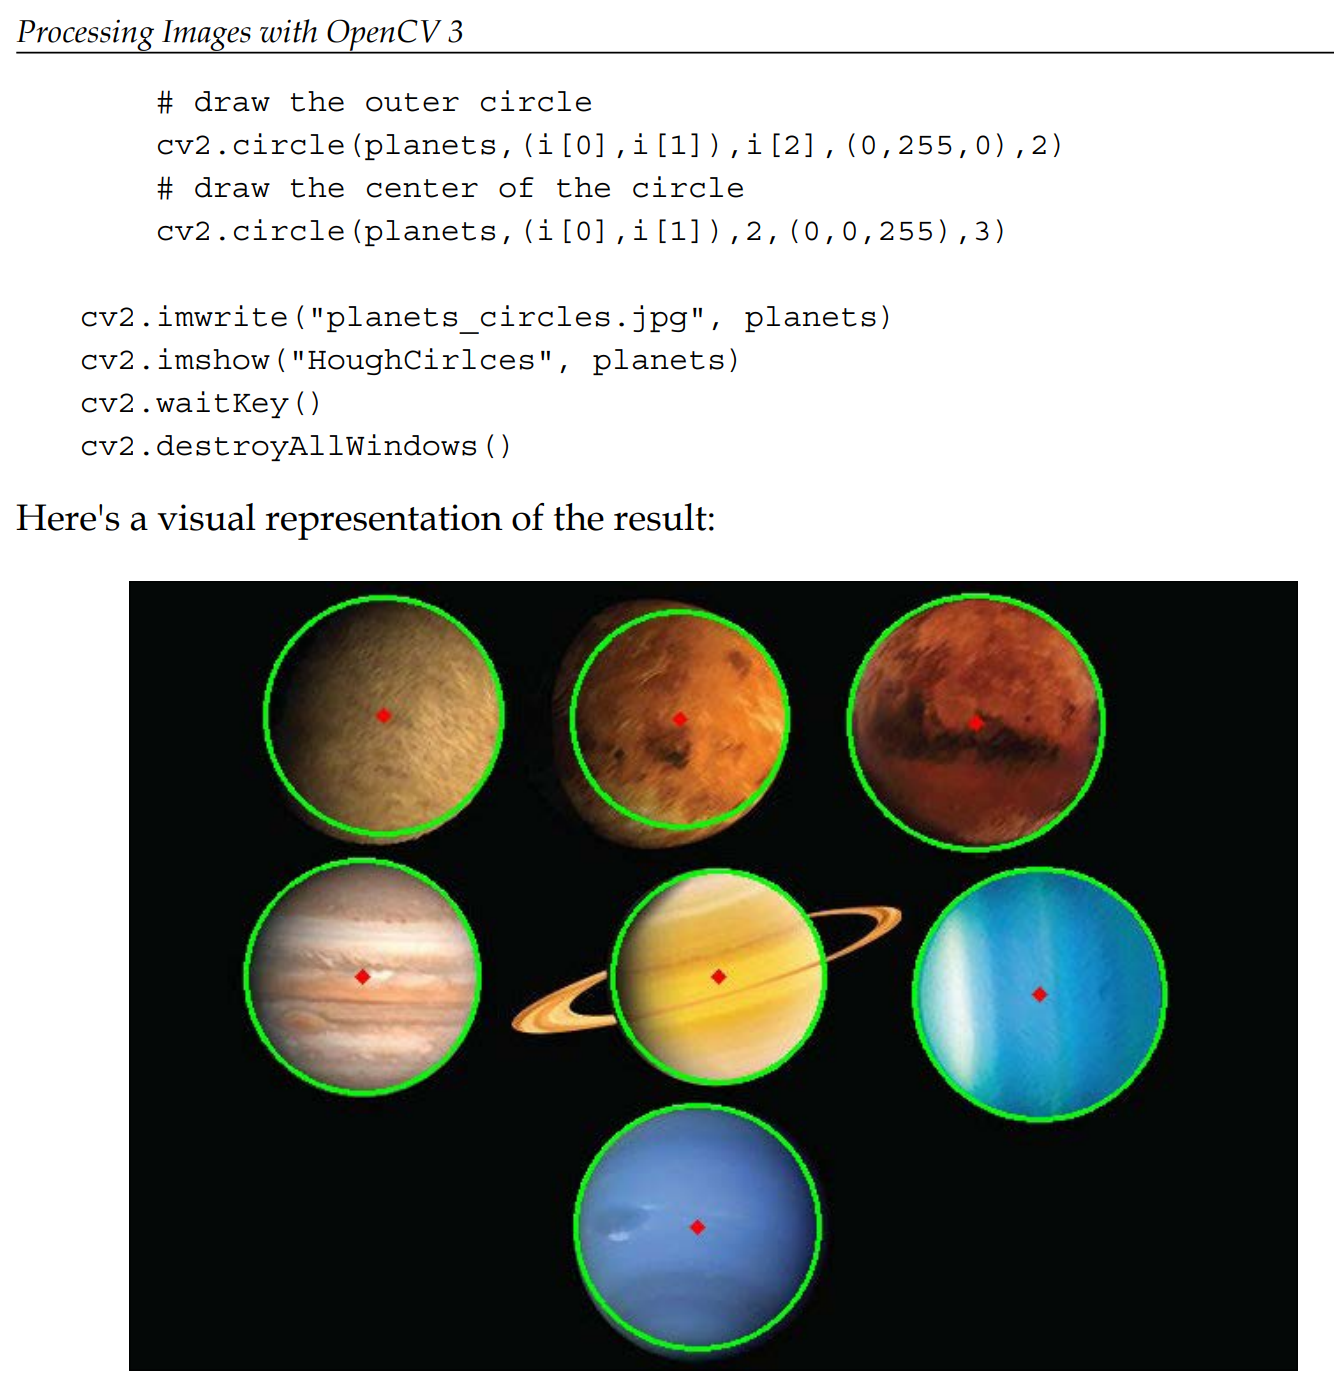 Processing Images with OpenCV 3
# draw the outer circle
cv2.circle(planets,(i[0],i[1]),i[2],(0,255,0),2)
# draw the center of the circle
cv2.circle(planets,(i[0],i[1]),2,(0,0,255),3)
cv2.imwrite("planets_circles.jpg", planets)
cv2.imshow("HoughCirlces", planets)
cv2.waitKey()
cv2.destroyAllWindows()
Here's a visual representation of the result: